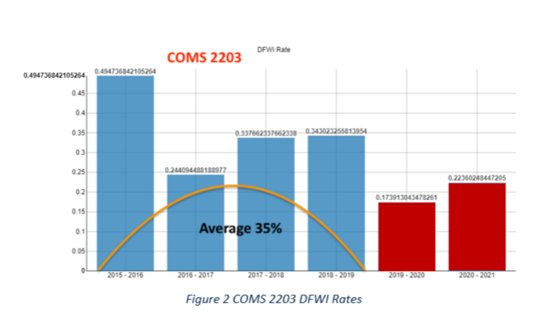 DFWI Rate
COMS 2203
0.494736842105264
0.494736842105264
0.45
0.4
0.35
0.3
0.25
0.2
0.15
0.1
0.05
0
0.244094488188977
0.337662337662338
0.343023255813954
0.173913043478261
0.22360248447205
Average 35%
2015 - 2016
2016 - 2017
2017 - 2018
2018 - 2019
2019 - 2020
2020 - 2021
Figure 2 COMS 2203 DFWI Rates